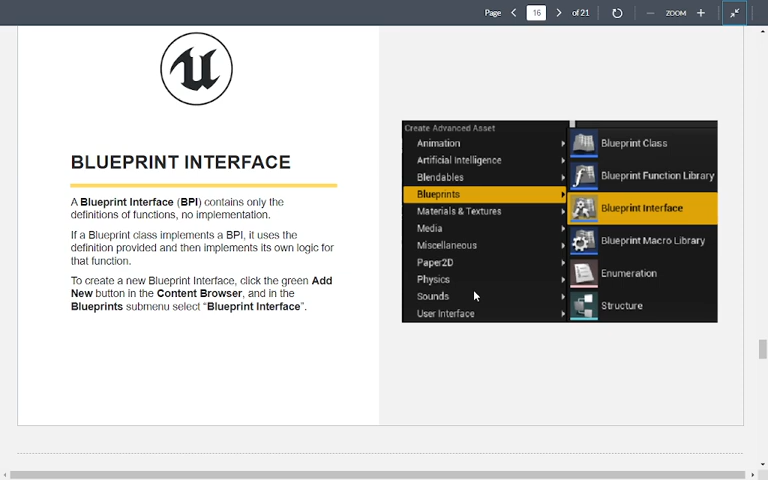 Page
16
of 21
ZOOM
BLUEPRINT INTERFACE
A Blueprint Interface (BPI) contains only the
definitions of functions, no implementation.
If a Blueprint class implements a BPI, it uses the
definition provided and then implements its own logic for
that function.
To create a new Blueprint Interface, click the green Add
New button in the Content Browser, and in the
Blueprints submenu select “Blueprint Interface”.
Create Advanced Asset
Animation
Artificial Intelligence
Blendables
Blueprints
Materials & Textures
Media
Miscellaneous
Paper2D
Physics
Sounds
User Interface
Blueprint Class
Blueprint Function Library
Blueprint Interface
Blueprint Macro Library
Enumeration
Structure